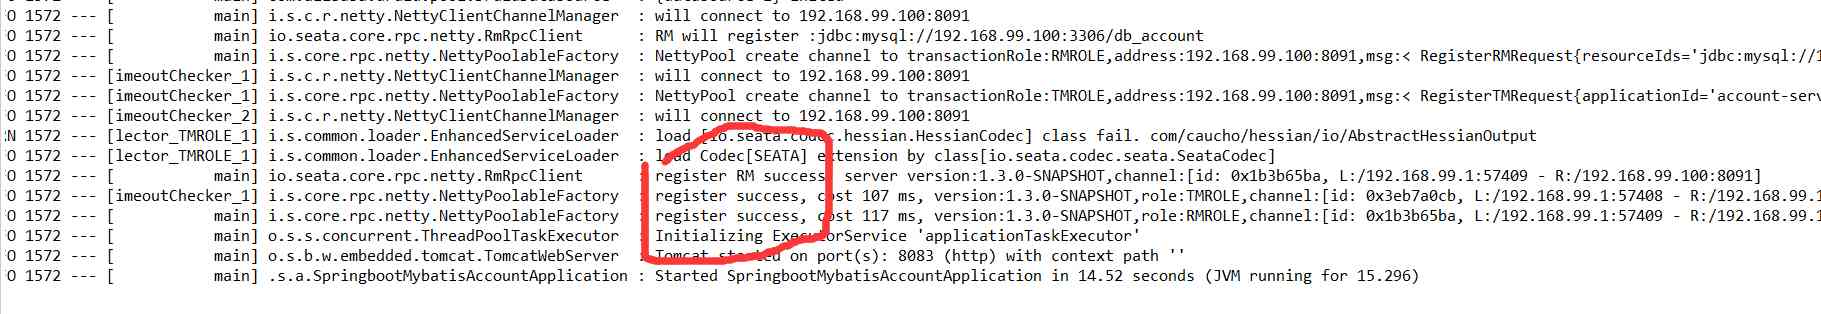 O 1572 --- [ main] i.s.c.r.netty.NettyClientChannelManager : will connect to 192.168.99.100:8091
O 1572 --- [ main] io.seata.core.rpc.netty.RmRpcClient : RM will register :jdbc:mysql://192.168.99.100:3306/db_account
O 1572 --- [ main] i.s.core.rpc.netty.NettyPoolableFactory : NettyPool create channel to transactionRole:RMROLE,address:192.168.99.100:8091,msg:< RegisterRMRequest{resourceIds='jdbc:mysql://1
O 1572 --- [imeoutChecker_1] i.s.c.r.netty.NettyClientChannelManager : will connect to 192.168.99.100:8091
O 1572 --- [imeoutChecker_1] i.s.core.rpc.netty.NettyPoolableFactory : NettyPool create channel to transactionRole:TMROLE,address:192.168.99.100:8091,msg:< RegisterTMRequest{applicationId='account-serv
O 1572 --- [imeoutChecker_2] i.s.c.r.netty.NettyClientChannelManager : will connect to 192.168.99.100:8091
N 1572 --- [lector_TMROLE_1] i.s.common.loader.EnhancedServiceLoader : load [io.seata.codec.hessian.HessianCodec] class fail. com/caucho/hessian/io/AbstractHessianOutput
O 1572 --- [lector_TMROLE_1] i.s.common.loader.EnhancedServiceLoader : load Codec[SEATA] extension by class[io.seata.codec.seata.SeataCodec]
O 1572 --- [ main] io.seata.core.rpc.netty.RmRpcClient : register RM success. server version:1.3.0-SNAPSHOT,channel:[id: 0x1b3b65ba, L:/192.168.99.1:57409 - R:/192.168.99.100:8091]
O 1572 --- [imeoutChecker_1] i.s.core.rpc.netty.NettyPoolableFactory : register success, cost 107 ms, version:1.3.0-SNAPSHOT,role:TMROLE,channel:[id: 0x3eb7a0cb, L:/192.168.99.1:57408 - R:/192.168.99
O 1572 --- [ main] i.s.core.rpc.netty.NettyPoolableFactory : register success, cost 117 ms, version:1.3.0-SNAPSHOT,role:RMROLE,channel:[id: 0x1b3b65ba, L:/192.168.99.1:57409 - R:/192.168.99
O 1572 --- [ main] o.s.s.concurrent.ThreadPoolTaskExecutor : Initializing ExecutorService 'applicationTaskExecutor'
O 1572 --- [ main] o.s.b.w.embedded.tomcat.TomcatWebServer : Tomcat started on port(s): 8083 (http) with context path ''
O 1572 --- [ main] .s.a.SpringbootMybatisAccountApplication : Started SpringbootMybatisAccountApplication in 14.52 seconds (JVM running for 15.296)